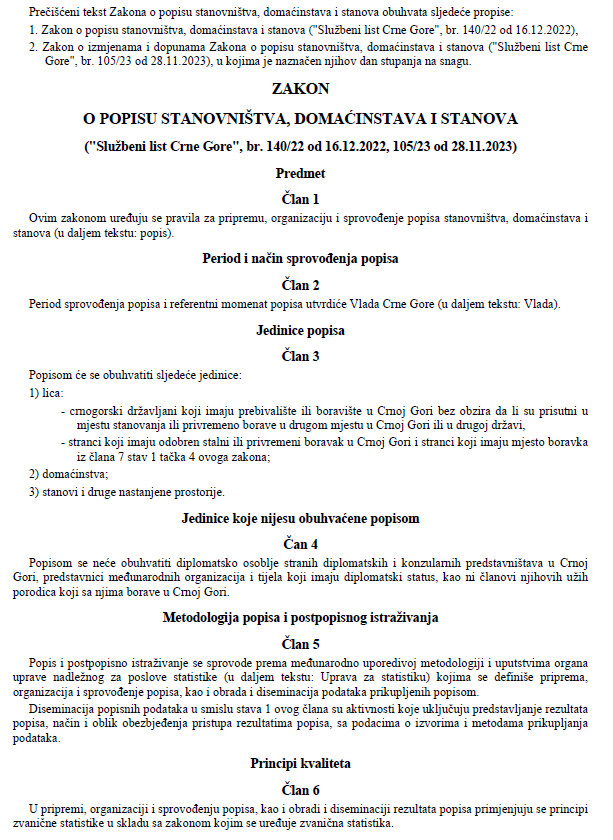 Prečišćeni tekst Zakona o popisu stanovništva, domaćinstava i stanova obuhvata sljedeće propise:
1. Zakon o popisu stanovništva, domaćinstava i stanova ("Službeni list Crne Gore", br. 140/22 od 16.12.2022),
2. Zakon o izmjenama i dopunama Zakona o popisu stanovništva, domaćinstava i stanova ("Službeni list Crne
Gore", br. 105/23 od 28.11.2023), u kojima je naznačen njihov dan stupanja na snagu.
ZAKON
O POPISU STANOVNIŠTVA, DOMAĆINSTAVA I STANOVA
("Službeni list Crne Gore", br. 140/22 od 16.12.2022, 105/23 od 28.11.2023)
Predmet
Član 1
Ovim zakonom uređuju se pravila za pripremu, organizaciju i sprovođenje popisa stanovništva, domaćinstava i
stanova (u daljem tekstu: popis).
Period i način sprovođenja popisa
Član 2
Period sprovođenja popisa i referentni momenat popisa utvrdiće Vlada Crne Gore (u daljem tekstu: Vlada).
Jedinice popisa
Član 3
Popisom će se obuhvatiti sljedeće jedinice:
1) lica:
- crnogorski državljani koji imaju prebivalište ili boravište u Crnoj Gori bez obzira da li su prisutni u
mjestu stanovanja ili privremeno borave u drugom mjestu u Crnoj Gori ili u drugoj državi,
- stranci koji imaju odobren stalni ili privremeni boravak u Crnoj Gori i stranci koji imaju mjesto boravka
iz člana 7 stav 1 tačka 4 ovoga zakona;
2) domaćinstva;
3) stanovi i druge nastanjene prostorije.
Jedinice koje nijesu obuhvaćene popisom
Čan 4
Popisom se neće obuhvatiti diplomatsko osoblje stranih diplomatskih i konzularnih predstavništava u Crnoj
Gori, predstavnici međunarodnih organizacija i tijela koji imaju diplomatski status, kao ni članovi njihovih užih
porodica koji sa njima borave u Crnoj Gori.
Metodologija popisa i postpopisnog istraživanja
Član 5
Popis i postpopisno istraživanje se sprovode prema međunarodno uporedivoj metodologiji i uputstvima organa
uprave nadležnog za poslove statistike (u daljem tekstu: Uprava za statistiku) kojima se definiše priprema,
organizacija i sprovođenje popisa, kao i obrada i diseminacija podataka prikupljenih popisom.
Diseminacija popisnih podataka u smislu stava 1 ovog člana su aktivnosti koje uključuju predstavljanje rezultata
popisa, način i oblik obezbjeđenja pristupa rezultatima popisa, sa podacima o izvorima i metodama prikupljanja
podataka.
Principi kvaliteta
Član 6
U pripremi, organizaciji i sprovođenju popisa, kao i obradi i diseminaciji rezultata popisa primjenjuju se principi
zvanične statistike u skladu sa zakonom kojim se uređuje zvanična statistika.